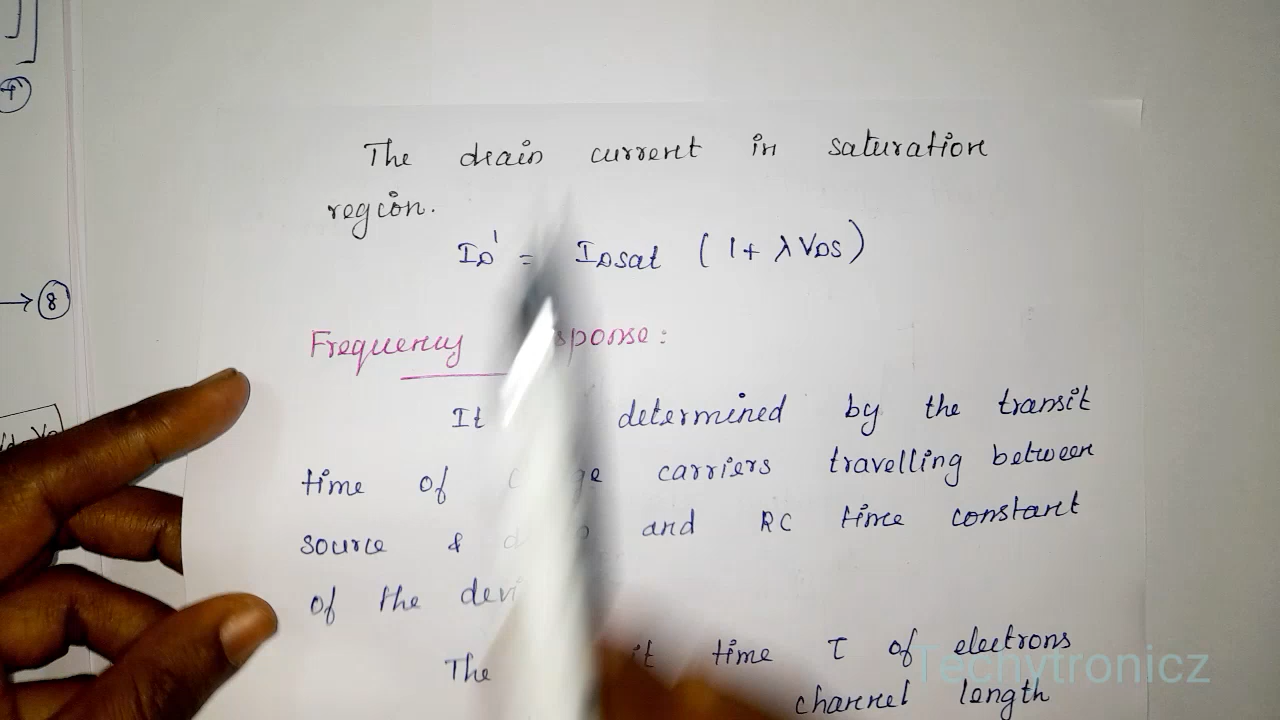 The drain current in saturation
region.
ID' = IDsat (1 + λ VDS)
Frequency
It determined by the transit
time of carriers travelling between
source & and RC time constant
of the
The time τ of electrons
channel length
Techytronicz
→ 8